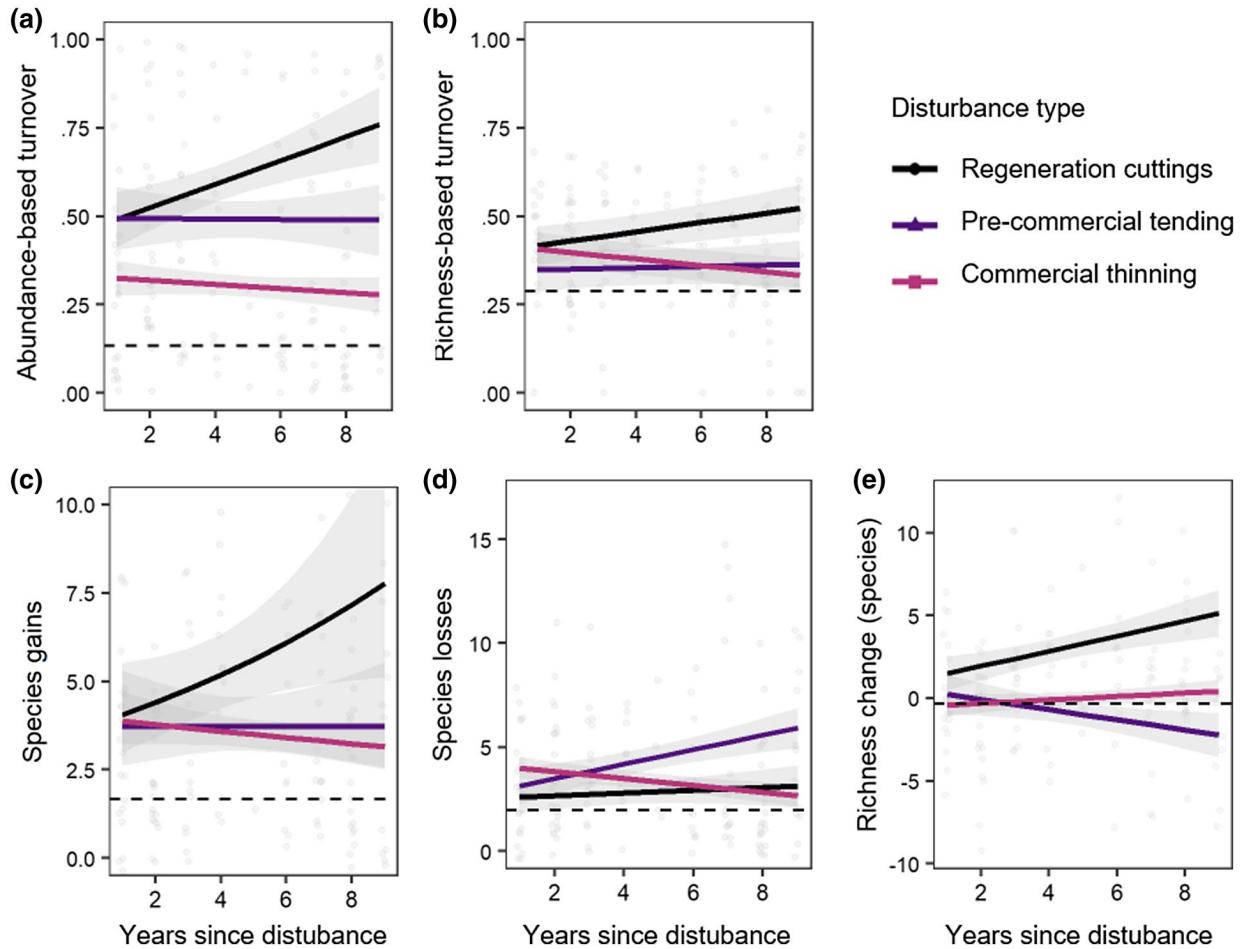 (a)
Abundance-based turnover
1.00
.75
.50
.25
.00
2 4 6 8
(b)
Richness-based turnover
1.00
.75
.50
.25
.00
2 4 6 8
Disturbance type
Regeneration cuttings
Pre-commercial tending
Commercial thinning
(c)
Species gains
10.0
7.5
5.0
2.5
0.0
2 4 6 8
Years since distubance
(d)
Species losses
15
10
5
0
2 4 6 8
Years since distubance
(e)
Richness change (species)
10
5
0
-5
-10
2 4 6 8
Years since distubance